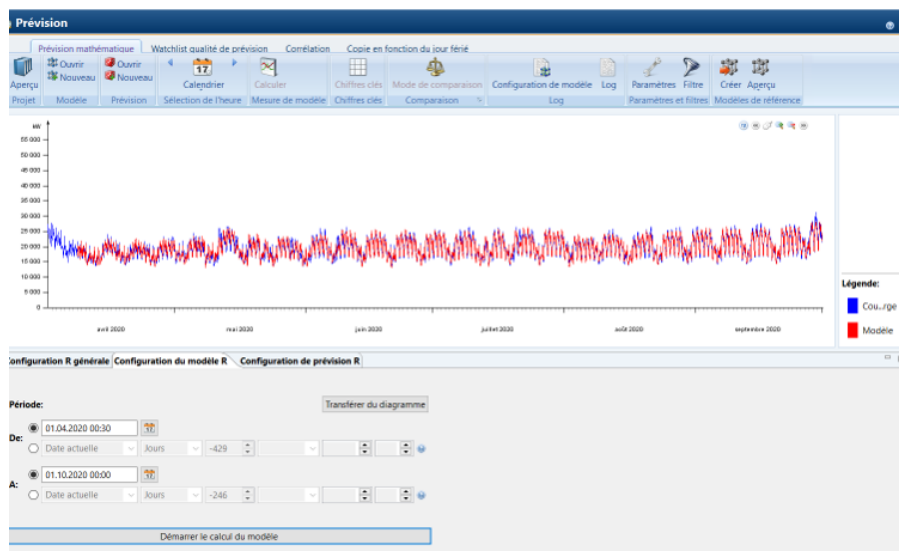 Prévision
Prévision mathématique Watchlist qualité de prévision Corrélation Copie en fonction du jour férié
Ouvrir Ouvrir
Nouveau Nouveau
17
Aperçu Calendrier Calculer Chiffres clés Mode de comparaison Configuration de modèle Log Paramètres Filtre Créer Aperçu
Projet Modèle Prévision Sélection de l'heure Mesure de modèle Chiffres clés Comparaison Log Paramètres et filtres Modèles de référence
kW
55 000
50 000
45 000
40 000
35 000
30 000
25 000
20 000
15 000
10 000
5 000
0
avril 2020 mai 2020 juin 2020 juillet 2020 août 2020 septembre 2020
Légende:
Cou...rge
Modèle
Configuration R générale Configuration du modèle R Configuration de prévision R
Période: Transférer du diagramme
De:
01.04.2020 00:30
Date actuelle Jours -429
A:
01.10.2020 00:00
Date actuelle Jours -246
Démarrer le calcul du modèle